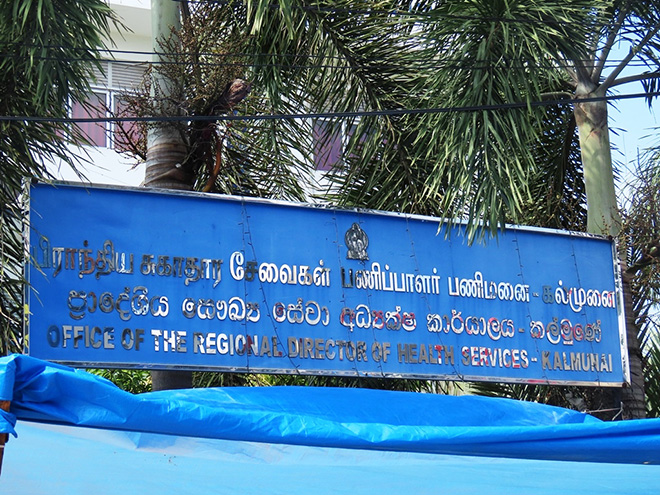 பிராந்திய சுகாதார சேவைகள் பணிப்பாளர் பணிமனை - கல்முனை
ප්‍රාදේශීය සෞඛ්‍ය සේවා අධ්‍යක්ෂ කාර්යාලය - කල්මුණේ
OFFICE OF THE REGIONAL DIRECTOR OF HEALTH SERVICES - KALMUNAI